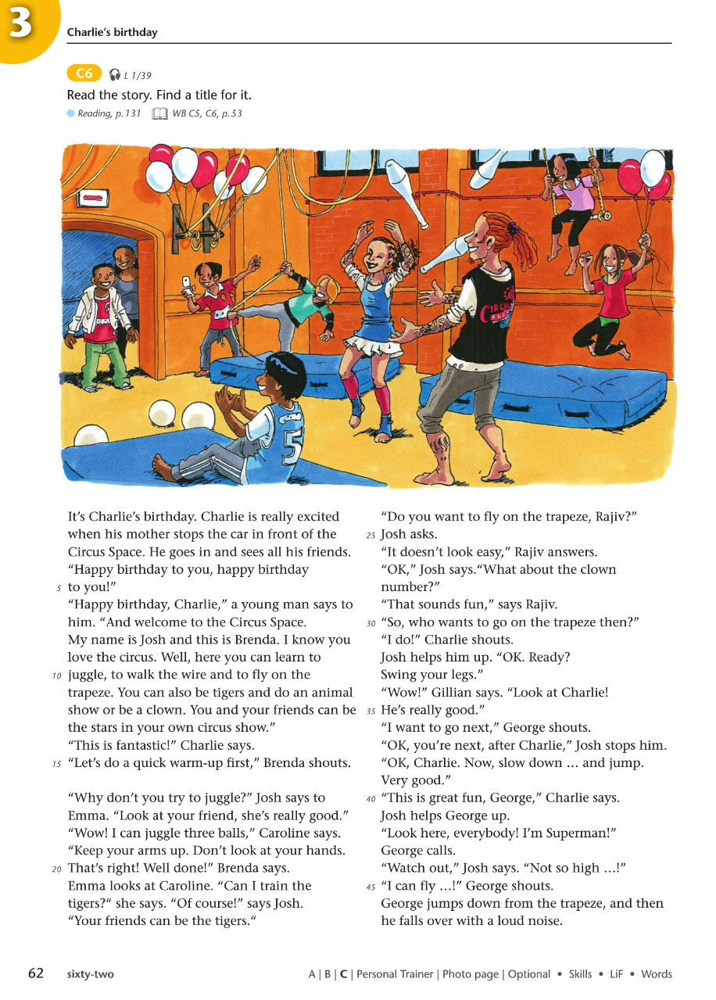 3
Charlie's birthday
C6 L 1/39
Read the story. Find a title for it.
Reading, p. 131 WB C5, C6, p. 53
CIRCUS
5
It's Charlie's birthday. Charlie is really excited
when his mother stops the car in front of the
Circus Space. He goes in and sees all his friends.
“Happy birthday to you, happy birthday
5 to you!”
“Happy birthday, Charlie,” a young man says to
him. “And welcome to the Circus Space.
My name is Josh and this is Brenda. I know you
love the circus. Well, here you can learn to
10 juggle, to walk the wire and to fly on the
trapeze. You can also be tigers and do an animal
show or be a clown. You and your friends can be
the stars in your own circus show.”
“This is fantastic!” Charlie says.
15 “Let's do a quick warm-up first,” Brenda shouts.
“Why don't you try to juggle?” Josh says to
Emma. “Look at your friend, she's really good.”
“Wow! I can juggle three balls,” Caroline says.
“Keep your arms up. Don't look at your hands.
20 That's right! Well done!” Brenda says.
Emma looks at Caroline. “Can I train the
tigers?“ she says. “Of course!” says Josh.
“Your friends can be the tigers.“
“Do you want to fly on the trapeze, Rajiv?”
25 Josh asks.
“It doesn't look easy,” Rajiv answers.
“OK,” Josh says.“What about the clown
number?”
“That sounds fun,” says Rajiv.
30 “So, who wants to go on the trapeze then?”
“I do!” Charlie shouts.
Josh helps him up. “OK. Ready?
Swing your legs.”
“Wow!” Gillian says. “Look at Charlie!
35 He's really good.”
“I want to go next,” George shouts.
“OK, you're next, after Charlie,” Josh stops him.
“OK, Charlie. Now, slow down … and jump.
Very good.”
40 “This is great fun, George,” Charlie says.
Josh helps George up.
“Look here, everybody! I'm Superman!”
George calls.
“Watch out,” Josh says. “Not so high …!”
45 “I can fly …!” George shouts.
George jumps down from the trapeze, and then
he falls over with a loud noise.
62 sixty-two A | B | C | Personal Trainer | Photo page | Optional • Skills • LiF • Words